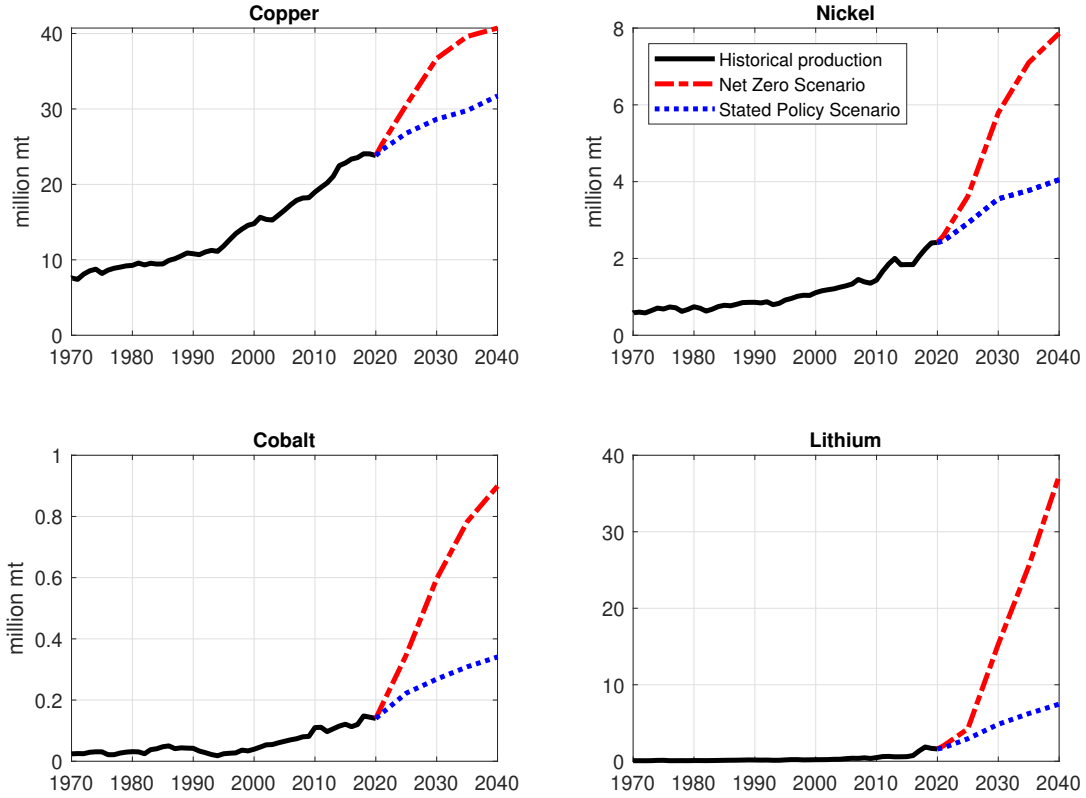 Copper
million mt
40
30
20
10
0
1970 1980 1990 2000 2010 2020 2030 2040
Nickel
million mt
8
6
4
2
0
Historical production
Net Zero Scenario
Stated Policy Scenario
1970 1980 1990 2000 2010 2020 2030 2040
Cobalt
million mt
1
0.8
0.6
0.4
0.2
0
1970 1980 1990 2000 2010 2020 2030 2040
Lithium
40
30
20
10
0
1970 1980 1990 2000 2010 2020 2030 2040